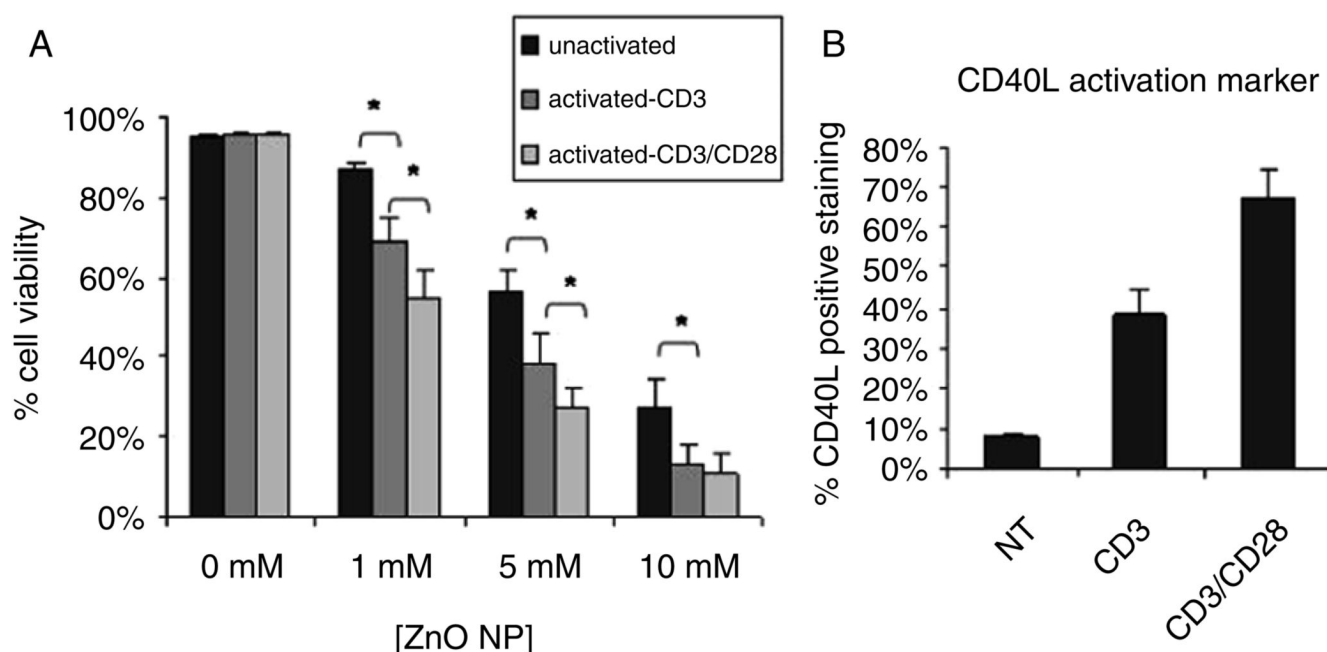 A
unactivated
activated-CD3
activated-CD3/CD28
% cell viability
100%
80%
60%
40%
20%
0%
* * * * *
0 mM 1 mM 5 mM 10 mM
[ZnO NP]
B
CD40L activation marker
% CD40L positive staining
80%
70%
60%
50%
40%
30%
20%
10%
0%
NT CD3 CD3/CD28